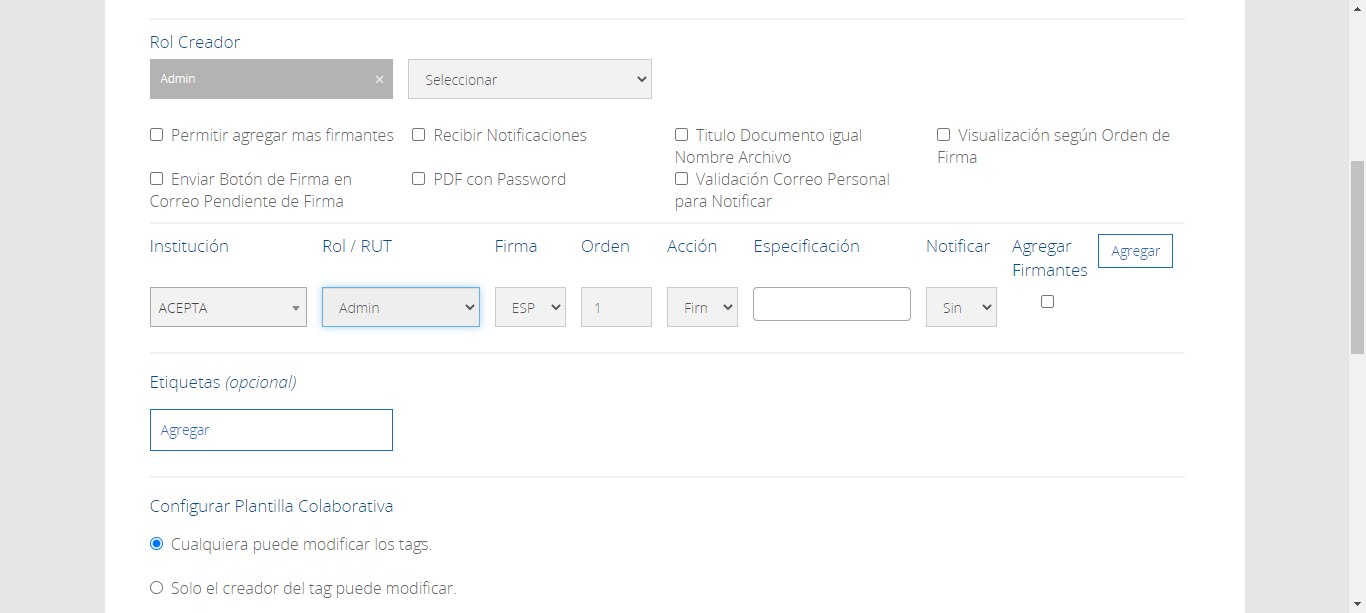 Rol Creador
Admin ×
Seleccionar
Permitir agregar mas firmantes
Recibir Notificaciones
Titulo Documento igual
Nombre Archivo
Visualización según Orden de
Firma
Enviar Botón de Firma en
Correo Pendiente de Firma
PDF con Password
Validación Correo Personal
para Notificar
Institución
Rol / RUT
Firma
Orden
Acción
Especificación
Notificar
Agregar
Firmantes
Agregar
ACEPTA
Admin
ESP
1
Firn
Sin
Etiquetas (opcional)
Agregar
Configurar Plantilla Colaborativa
Cualquiera puede modificar los tags.
Solo el creador del tag puede modificar.